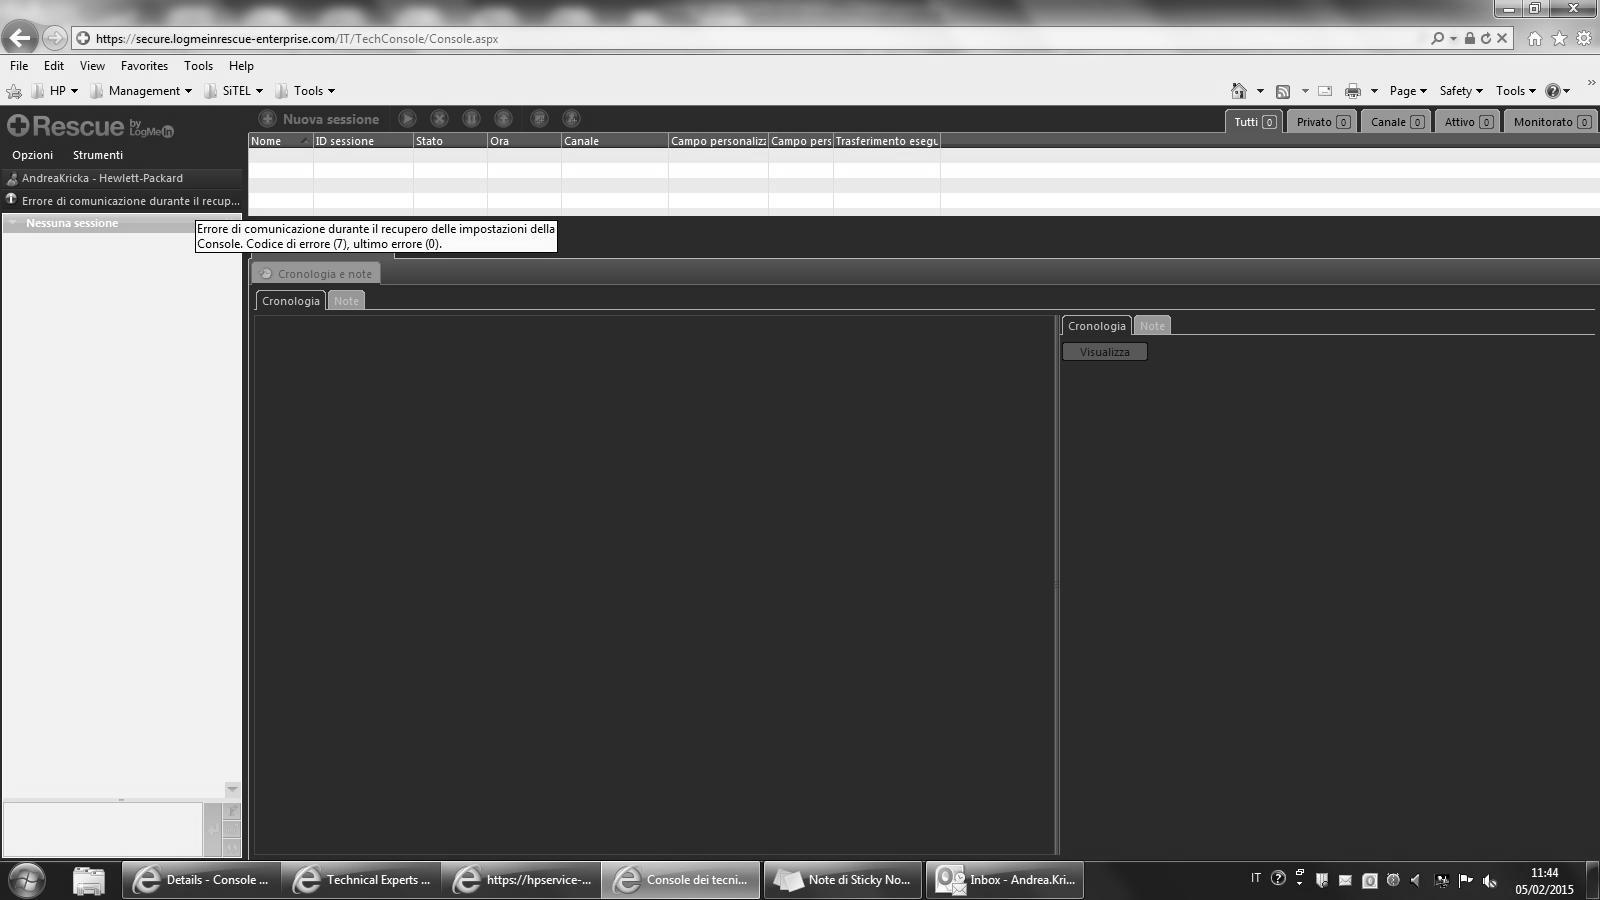 https://secure.logmeinrescue-enterprise.com/IT/TechConsole/Console.aspx
File Edit View Favorites Tools Help
HP Management SiTEL Tools Page Safety Tools
Rescue by LogMeIn
Nuova sessione
Tutti 0 Privato 0 Canale 0 Attivo 0 Monitorato 0
Nome ID sessione Stato Ora Canale Campo personalizz Campo pers Trasferimento esegu
Opzioni Strumenti
AndreaKricka - Hewlett-Packard
Errore di comunicazione durante il recup...
Nessuna sessione
Errore di comunicazione durante il recupero delle impostazioni della
Console. Codice di errore (7), ultimo errore (0).
Cronologia e note
Cronologia Note
Cronologia Note
Visualizza
Details - Console ... Technical Experts ... https://hpservice-... Console dei tecni... Note di Sticky No... Inbox - Andrea.Kri...
IT
11:44
05/02/2015